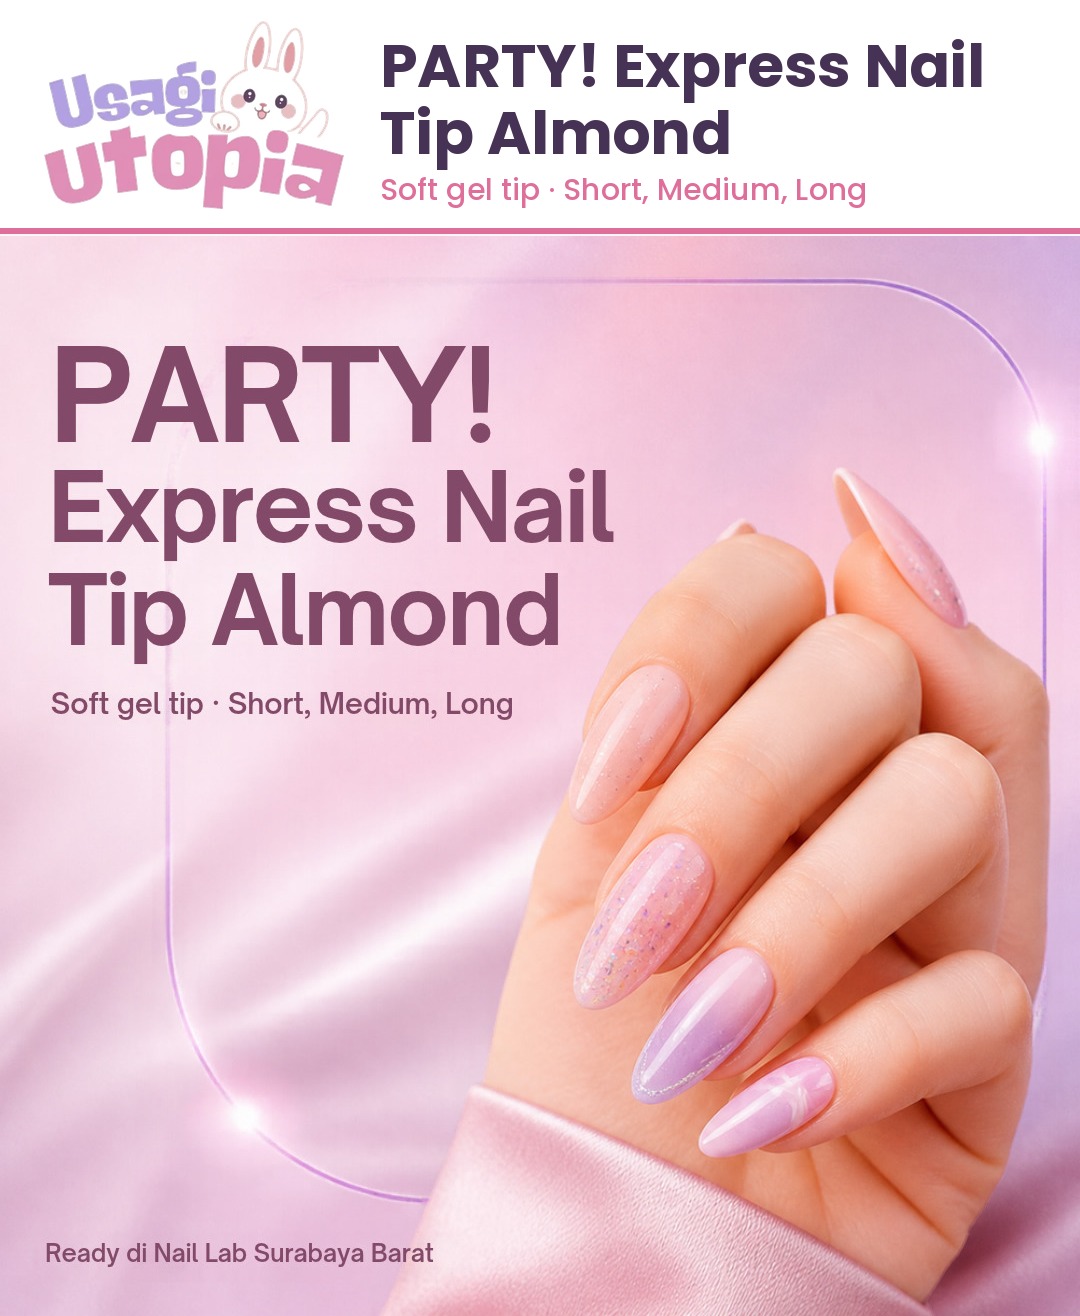 Usagi
Utopia
PARTY! Express Nail
Tip Almond
Soft gel tip · Short, Medium, Long
PARTY!
Express Nail
Tip Almond
Soft gel tip · Short, Medium, Long
Ready di Nail Lab Surabaya Barat